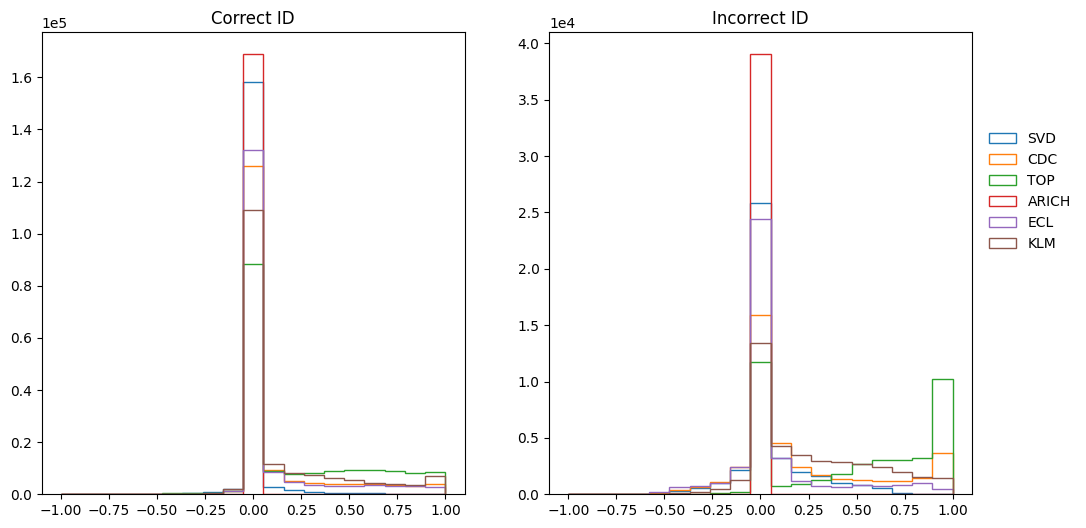 Correct ID
1e5
1.6
1.4
1.2
1.0
0.8
0.6
0.4
0.2
0.0
−1.00 −0.75 −0.50 −0.25 0.00 0.25 0.50 0.75 1.00
Incorrect ID
1e4
4.0
3.5
3.0
2.5
2.0
1.5
1.0
0.5
0.0
−1.00 −0.75 −0.50 −0.25 0.00 0.25 0.50 0.75 1.00
SVD
CDC
TOP
ARICH
ECL
KLM